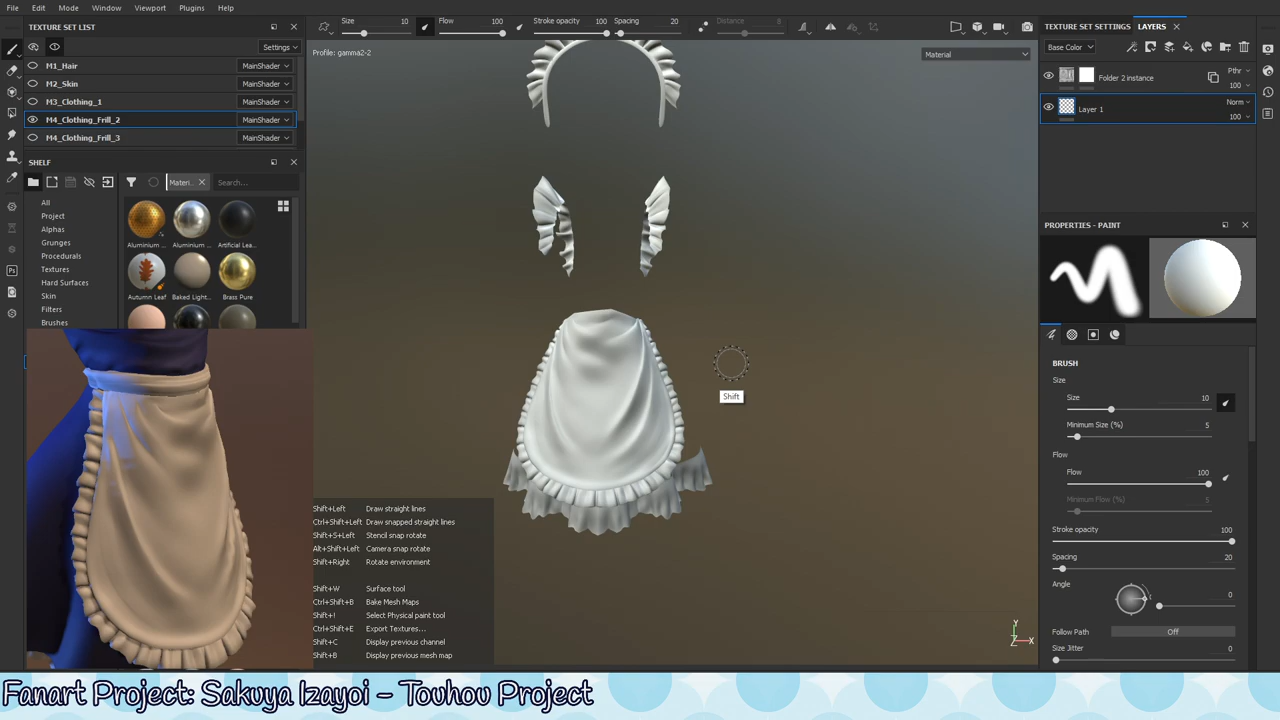 File Edit Mode Window Viewport Plugins Help
TEXTURE SET LIST
Size 10 Flow 100 Stroke opacity 100 Spacing 20 Distance 8
TEXTURE SET SETTINGS LAYERS
Settings
Profile: gamma2-2
Material
Base Color
M1_Hair MainShader
M2_Skin MainShader
M3_Clothing_1 MainShader
M4_Clothing_Frill_2 MainShader
M4_Clothing_Frill_3 MainShader
Folder 2 instance Pthr 100
Layer 1 Norm 100
SHELF
Materi... Search...
All
Project
Alphas
Grunges
Procedurals
Textures
Hard Surfaces
Skin
Filters
Brushes
Aluminium ... Aluminium ... Artificial Lea...
Autumn Leaf Baked Light... Brass Pure
Shift
Shift+Left Draw straight lines
Ctrl+Shift+Left Draw snapped straight lines
Shift+S+Left Stencil snap rotate
Alt+Shift+Left Camera snap rotate
Shift+Right Rotate environment
Shift+W Surface tool
Ctrl+Shift+B Bake Mesh Maps
Shift+! Select Physical paint tool
Ctrl+Shift+E Export Textures...
Shift+C Display previous channel
Shift+B Display previous mesh map
Y
Z X
PROPERTIES - PAINT
BRUSH
Size
Size 10
Minimum Size (%) 5
Flow
Flow 100
Minimum Flow (%) 5
Stroke opacity 100
Spacing 20
Angle 0
Follow Path Off
Size Jitter 0
Fanart Project: Sakuya Izayoi - Touhou Project